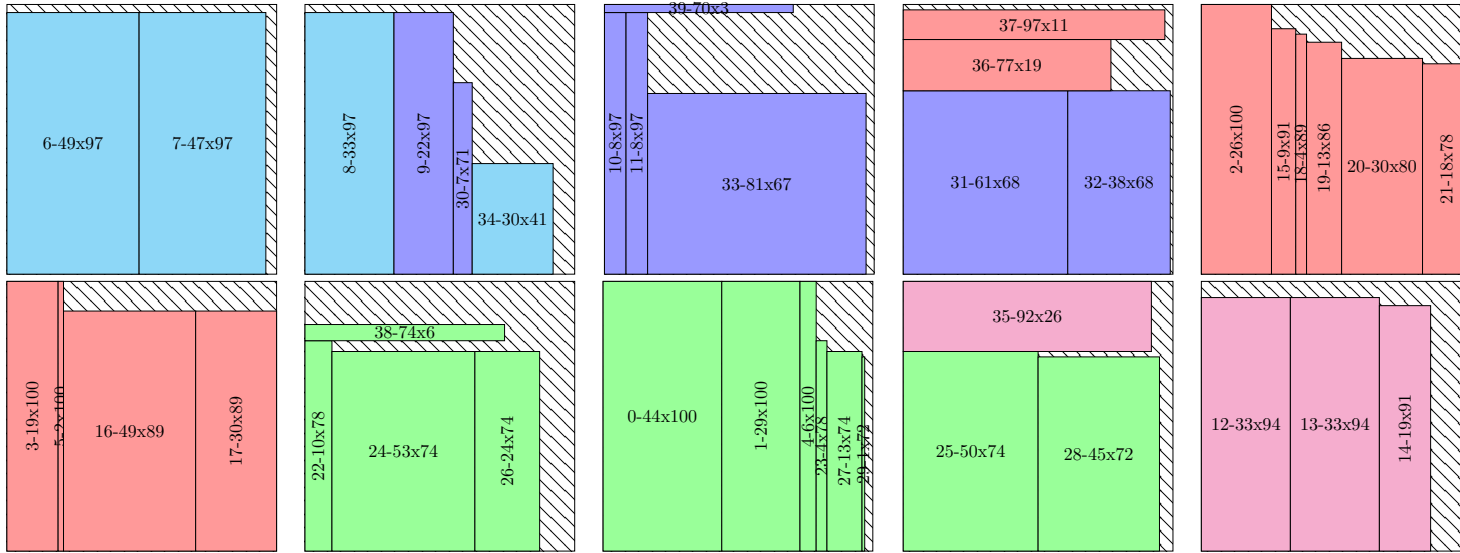 6-49x97
7-47x97
8-33x97
9-22x97
30-7x71
34-30x41
39-70x3
10-8x97
11-8x97
33-81x67
37-97x11
36-77x19
31-61x68
32-38x68
2-26x100
15-9x91
18-4x89
19-13x86
20-30x80
21-18x78
3-19x100
5-2x100
16-49x89
17-30x89
38-74x6
22-10x78
24-53x74
26-24x74
0-44x100
1-29x100
4-6x100
23-4x78
27-13x74
29-1x72
35-92x26
25-50x74
28-45x72
12-33x94
13-33x94
14-19x91